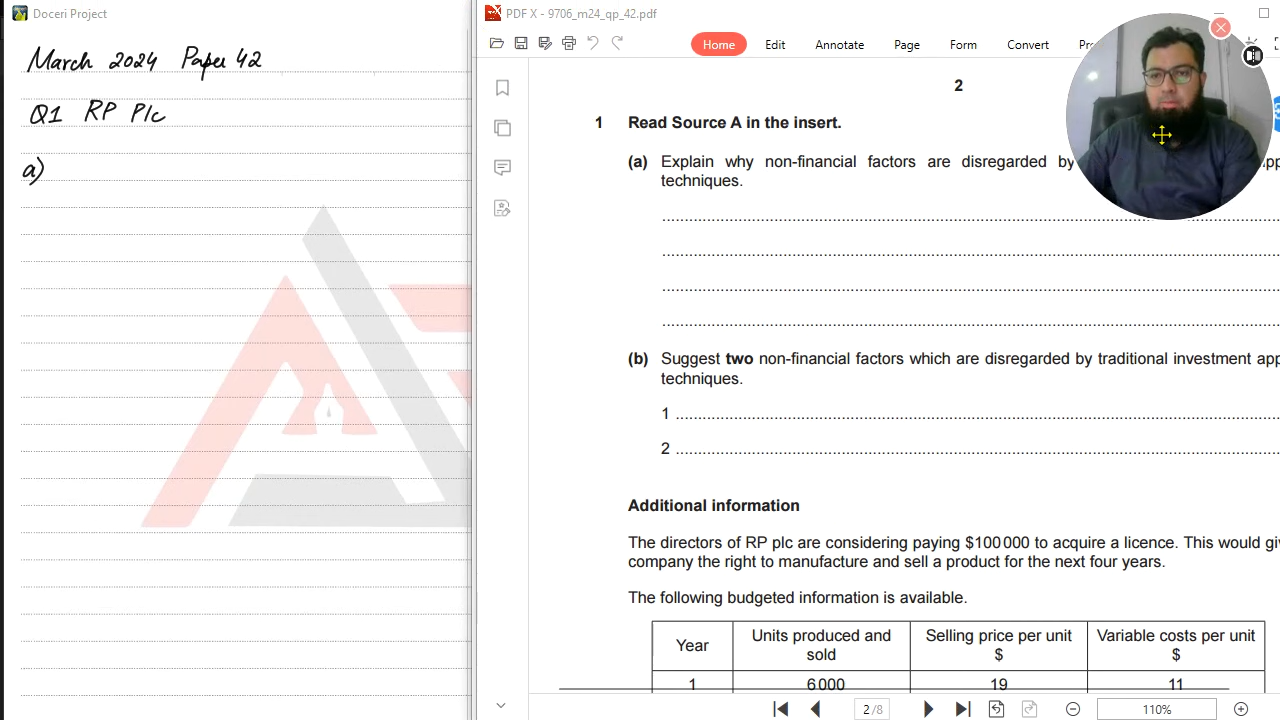 Doceri Project
March 2024 Paper 42
Q1 RP Plc
a)
PDF X - 9706_m24_qp_42.pdf
Home Edit Annotate Page Form Convert
2
1 Read Source A in the insert.
(a) Explain why non-financial factors are disregarded by
techniques.
(b) Suggest two non-financial factors which are disregarded by traditional investment app
techniques.
1
2
Additional information
The directors of RP plc are considering paying $100 000 to acquire a licence. This would giv
company the right to manufacture and sell a product for the next four years.
The following budgeted information is available.
Year
Units produced and sold
Selling price per unit $
Variable costs per unit $
1 6 000 19 11
2/8
110%